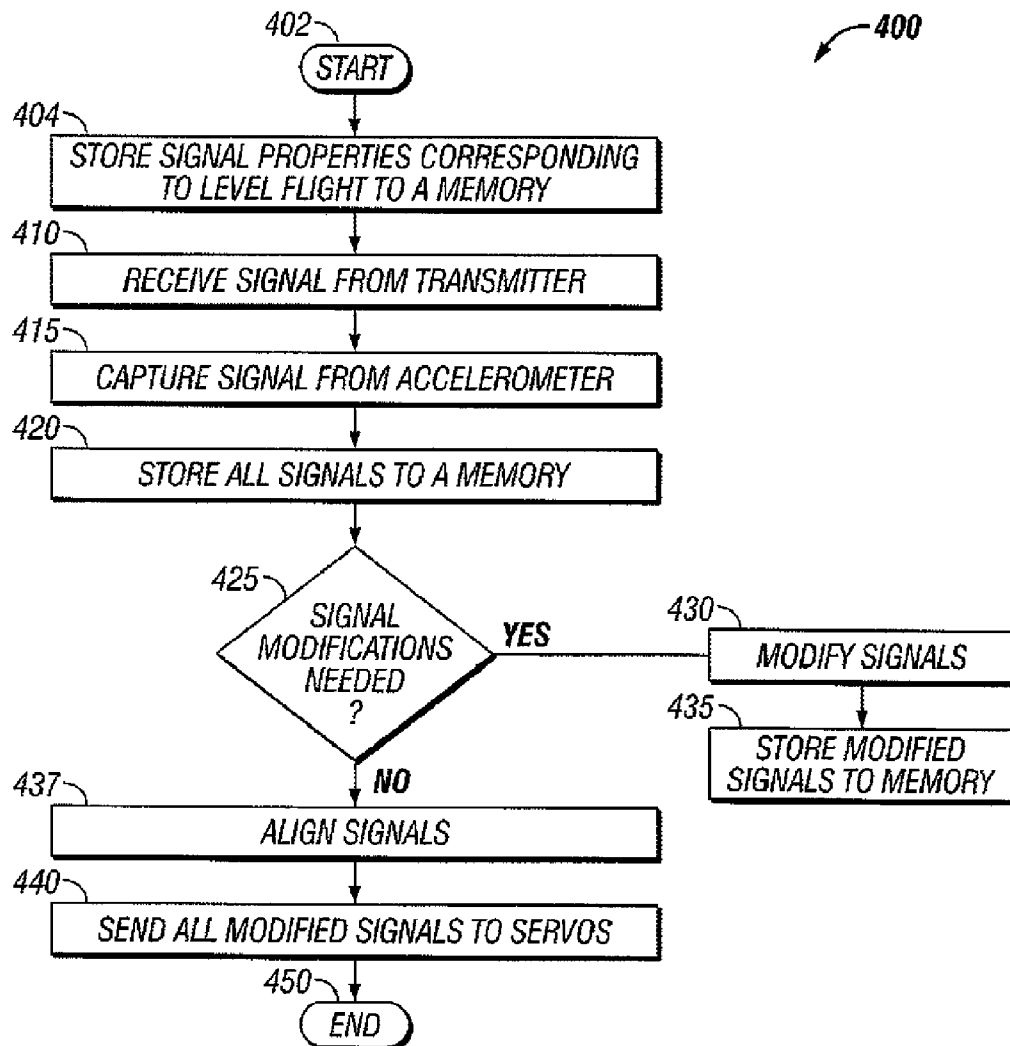 402
400
START
404
STORE SIGNAL PROPERTIES CORRESPONDING
TO LEVEL FLIGHT TO A MEMORY
410
RECEIVE SIGNAL FROM TRANSMITTER
415
CAPTURE SIGNAL FROM ACCELEROMETER
420
STORE ALL SIGNALS TO A MEMORY
425
SIGNAL
MODIFICATIONS
NEEDED
?
YES
430
MODIFY SIGNALS
435
STORE MODIFIED
SIGNALS TO MEMORY
NO
437
ALIGN SIGNALS
440
SEND ALL MODIFIED SIGNALS TO SERVOS
450
END